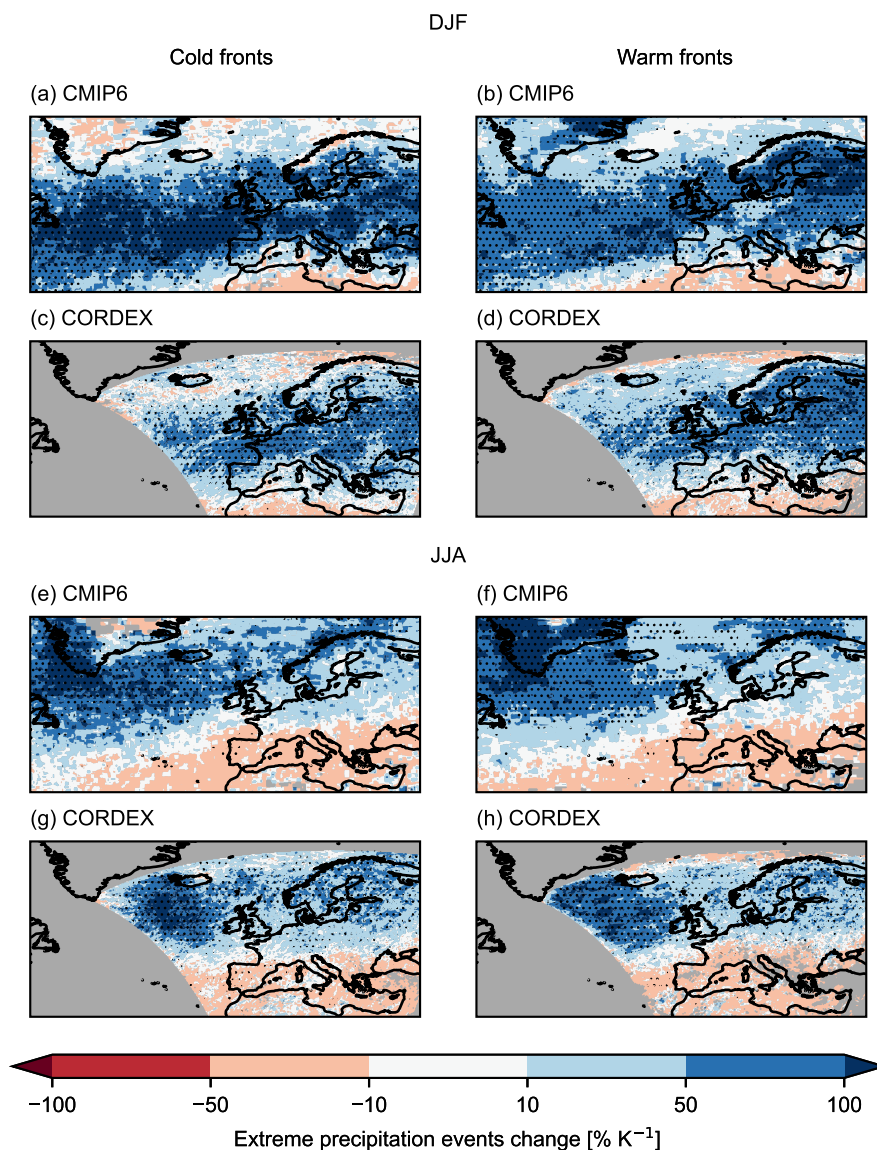 DJF
Cold fronts Warm fronts
(a) CMIP6 (b) CMIP6
(c) CORDEX (d) CORDEX
JJA
(e) CMIP6 (f) CMIP6
(g) CORDEX (h) CORDEX
−100 −50 −10 10 50 100
Extreme precipitation events change [% K⁻¹]